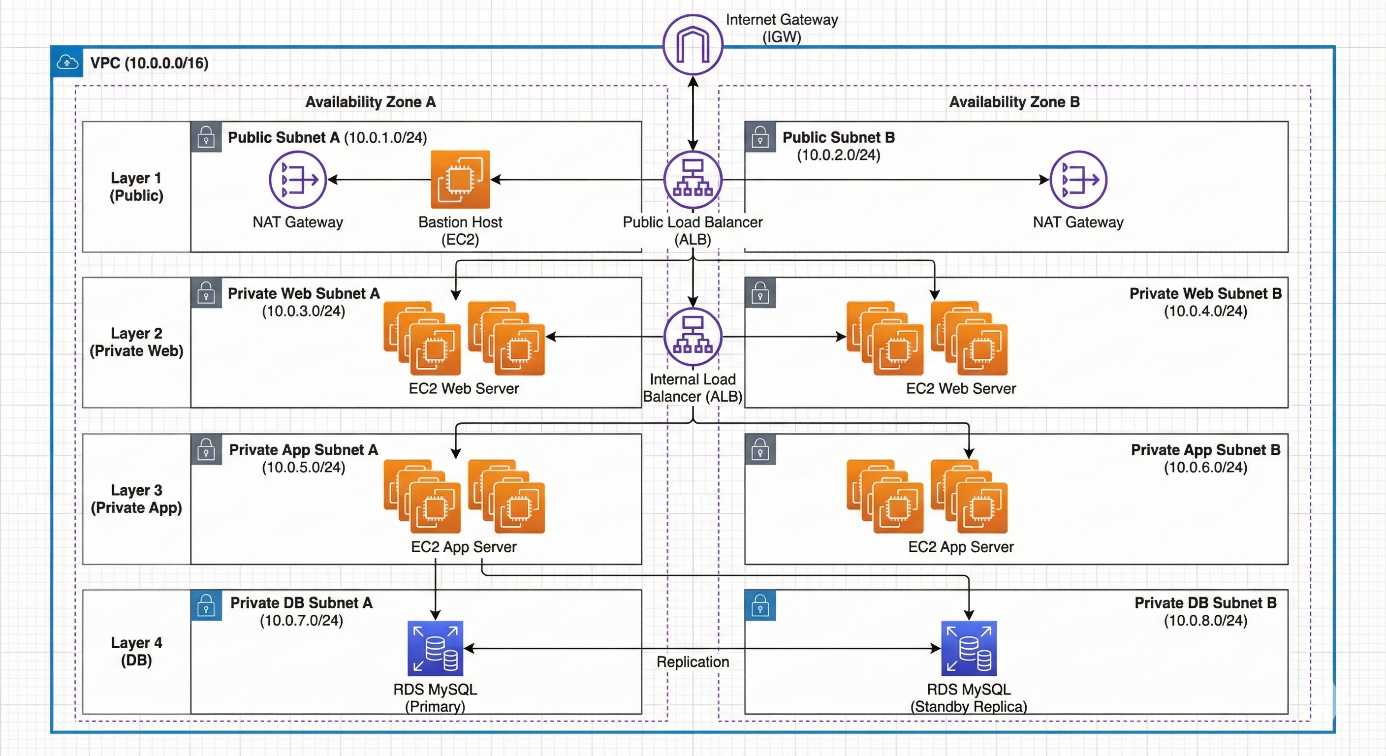 Internet Gateway
(IGW)
VPC (10.0.0.0/16)
Availability Zone A
Availability Zone B
Layer 1
(Public)
Public Subnet A (10.0.1.0/24)
NAT Gateway
Bastion Host
(EC2)
Public Load Balancer
(ALB)
Public Subnet B
(10.0.2.0/24)
NAT Gateway
Layer 2
(Private Web)
Private Web Subnet A
(10.0.3.0/24)
EC2 Web Server
Internal Load
Balancer (ALB)
Private Web Subnet B
(10.0.4.0/24)
EC2 Web Server
Layer 3
(Private App)
Private App Subnet A
(10.0.5.0/24)
EC2 App Server
Private App Subnet B
(10.0.6.0/24)
EC2 App Server
Layer 4
(DB)
Private DB Subnet A
(10.0.7.0/24)
RDS MySQL
(Primary)
Replication
Private DB Subnet B
(10.0.8.0/24)
RDS MySQL
(Standby Replica)